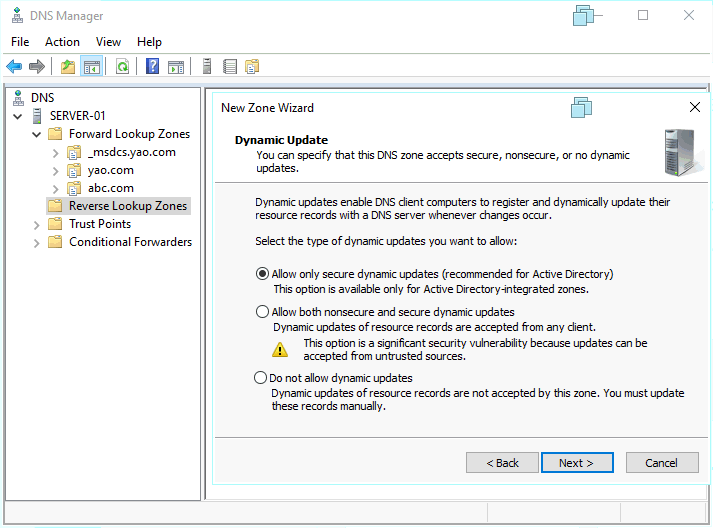 DNS Manager
File Action View Help
DNS
SERVER-01
Forward Lookup Zones
_msdcs.yao.com
yao.com
abc.com
Reverse Lookup Zones
Trust Points
Conditional Forwarders
New Zone Wizard
Dynamic Update
You can specify that this DNS zone accepts secure, nonsecure, or no dynamic
updates.
Dynamic updates enable DNS client computers to register and dynamically update their
resource records with a DNS server whenever changes occur.
Select the type of dynamic updates you want to allow:
Allow only secure dynamic updates (recommended for Active Directory)
This option is available only for Active Directory-integrated zones.
Allow both nonsecure and secure dynamic updates
Dynamic updates of resource records are accepted from any client.
This option is a significant security vulnerability because updates can be
accepted from untrusted sources.
Do not allow dynamic updates
Dynamic updates of resource records are not accepted by this zone. You must update
these records manually.
< Back Next > Cancel